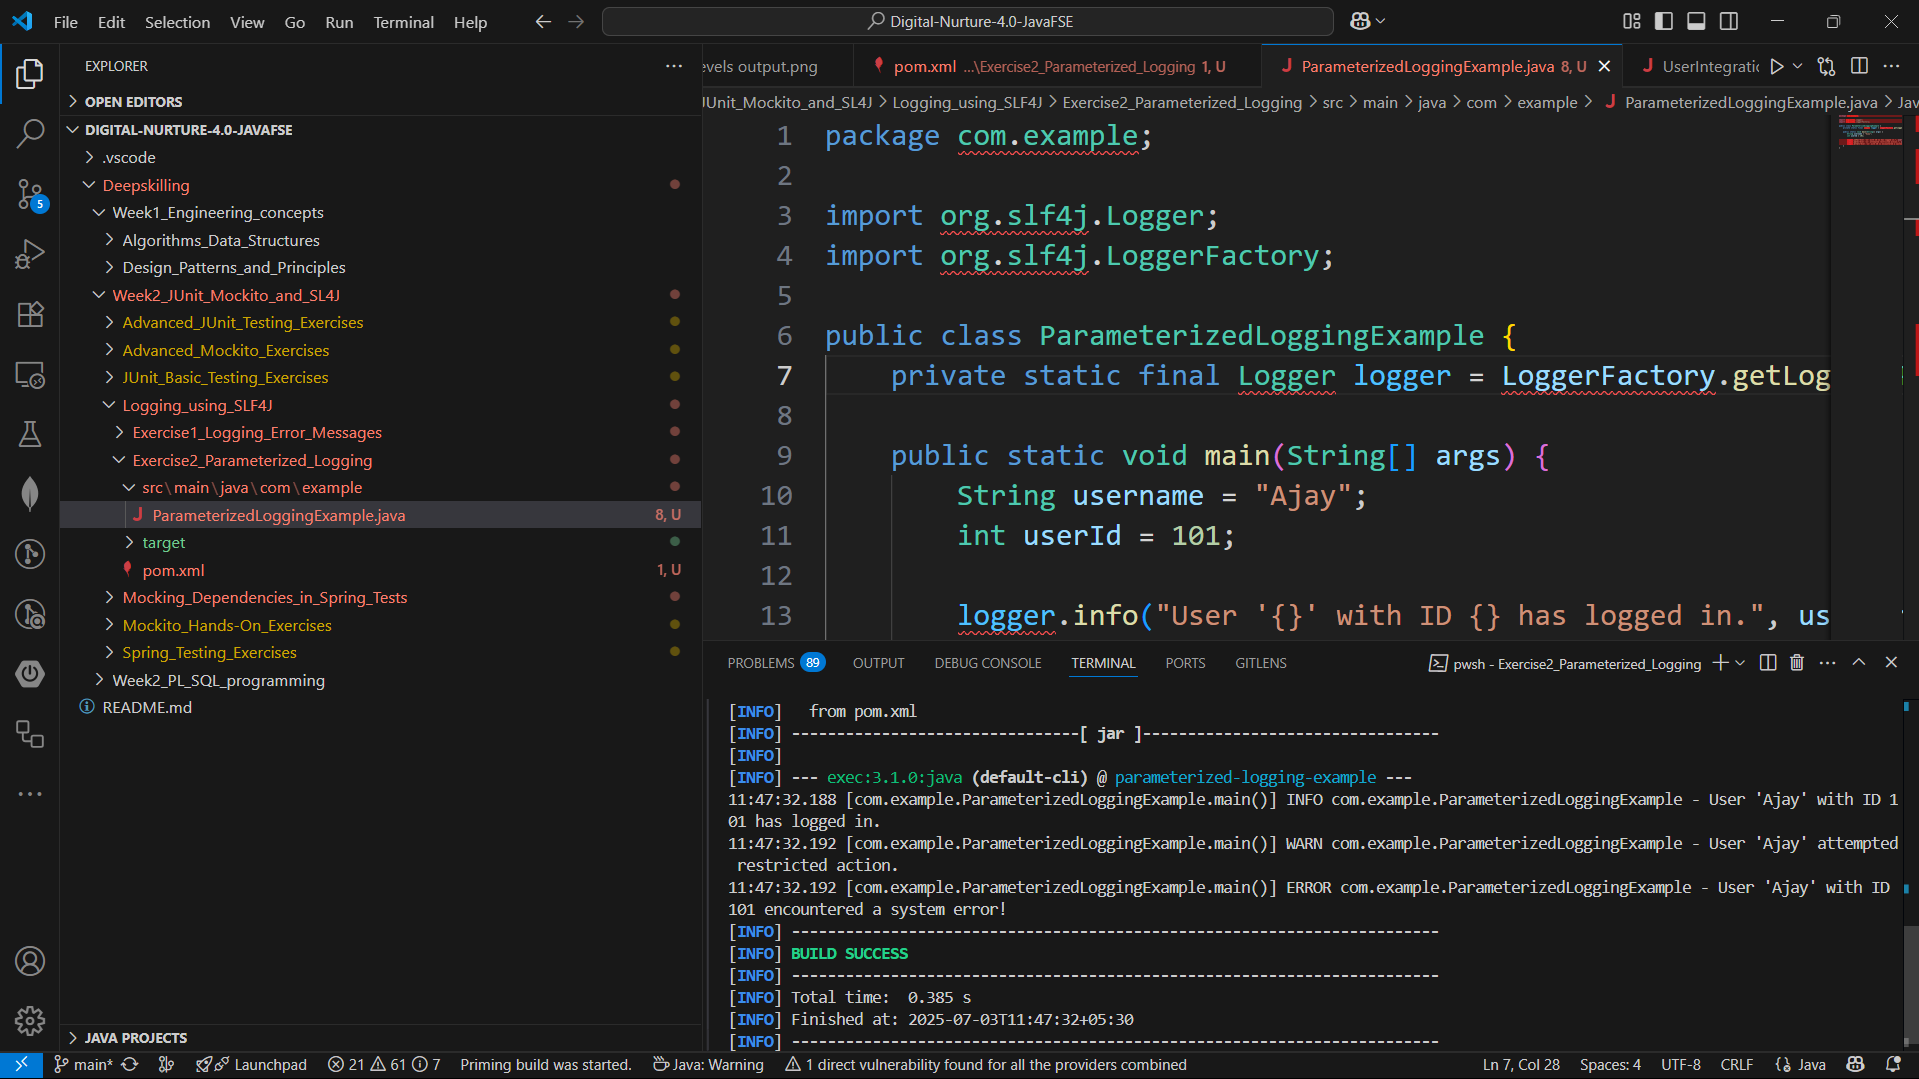 File Edit Selection View Go Run Terminal Help
Digital-Nurture-4.0-JavaFSE
EXPLORER
OPEN EDITORS
DIGITAL-NURTURE-4.0-JAVAFSE
.vscode
Deepskilling
Week1_Engineering_concepts
Algorithms_Data_Structures
Design_Patterns_and_Principles
Week2_JUnit_Mockito_and_SL4J
Advanced_JUnit_Testing_Exercises
Advanced_Mockito_Exercises
JUnit_Basic_Testing_Exercises
Logging_using_SLF4J
Exercise1_Logging_Error_Messages
Exercise2_Parameterized_Logging
src\main\java\com\example
ParameterizedLoggingExample.java 8, U
target
pom.xml 1, U
Mocking_Dependencies_in_Spring_Tests
Mockito_Hands-On_Exercises
Spring_Testing_Exercises
Week2_PL_SQL_programming
README.md
JAVA PROJECTS
5
evels output.png
pom.xml ...\Exercise2_Parameterized_Logging 1, U
ParameterizedLoggingExample.java 8, U
UserIntegratic
JUnit_Mockito_and_SL4J > Logging_using_SLF4J > Exercise2_Parameterized_Logging > src > main > java > com > example > ParameterizedLoggingExample.java > Jav
1 package com.example;
2
3 import org.slf4j.Logger;
4 import org.slf4j.LoggerFactory;
5
6 public class ParameterizedLoggingExample {
7 private static final Logger logger = LoggerFactory.getLog
8
9 public static void main(String[] args) {
10 String username = "Ajay";
11 int userId = 101;
12
13 logger.info("User '{}' with ID {} has logged in.", us
PROBLEMS 89 OUTPUT DEBUG CONSOLE TERMINAL PORTS GITLENS
pwsh - Exercise2_Parameterized_Logging
[INFO]   from pom.xml
[INFO] --------------------------------[ jar ]---------------------------------
[INFO]
[INFO] --- exec:3.1.0:java (default-cli) @ parameterized-logging-example ---
11:47:32.188 [com.example.ParameterizedLoggingExample.main()] INFO com.example.ParameterizedLoggingExample - User 'Ajay' with ID 1
01 has logged in.
11:47:32.192 [com.example.ParameterizedLoggingExample.main()] WARN com.example.ParameterizedLoggingExample - User 'Ajay' attempted
restricted action.
11:47:32.192 [com.example.ParameterizedLoggingExample.main()] ERROR com.example.ParameterizedLoggingExample - User 'Ajay' with ID
101 encountered a system error!
[INFO] ------------------------------------------------------------------------
[INFO] BUILD SUCCESS
[INFO] ------------------------------------------------------------------------
[INFO] Total time:  0.385 s
[INFO] Finished at: 2025-07-03T11:47:32+05:30
[INFO] ------------------------------------------------------------------------
main* Launchpad 21 61 7 Priming build was started. Java: Warning 1 direct vulnerability found for all the providers combined Ln 7, Col 28 Spaces: 4 UTF-8 CRLF {} Java